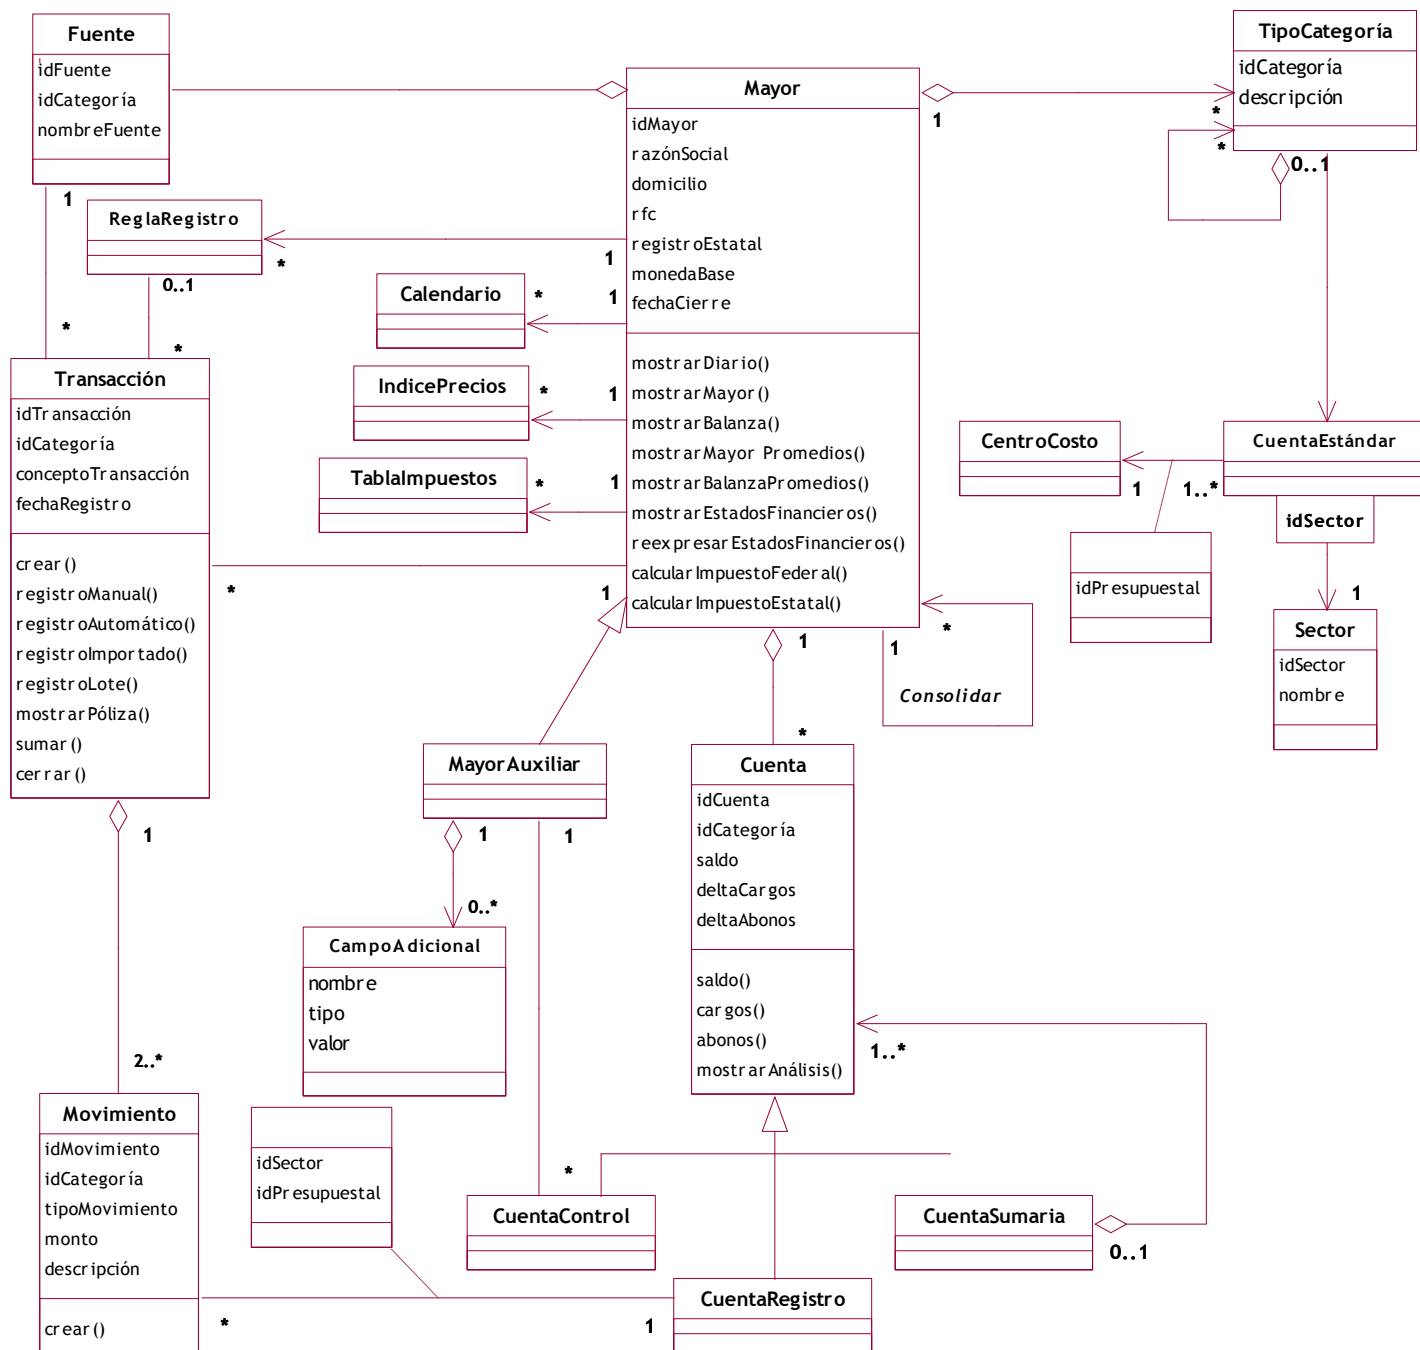 Fuente
idFuente
idCategoría
nombreFuente
1
*
ReglaRegistro
*
1
0..1
*
Calendario
*
1
IndicePrecios
*
1
TablaImpuestos
*
1
Mayor
idMayor
razónSocial
domicilio
rfc
registroEstatal
monedaBase
fechaCierre
mostrarDiario()
mostrarMayor()
mostrarBalanza()
mostrarMayor Promedios()
mostrarBalanzaPromedios()
mostrarEstadosFinancieros()
reexpresarEstadosFinancieros()
calcularImpuestoFederal()
calcularImpuestoEstatal()
1
*
TipoCategoría
idCategoría
descripción
*
0..1
CuentaEstándar
idSector
CentroCosto
1
1..*
idPresupuestal
1
Sector
idSector
nombre
Transacción
idTransacción
idCategoría
conceptoTransacción
fechaRegistro
crear()
registroManual()
registroAutomático()
registroImportado()
registroLote()
mostrarPóliza()
sumar()
cerrar()
*
1
1
2..*
1
*
1
*
Consolidar
MayorAuxiliar
1
1
0..*
CampoAdicional
nombre
tipo
valor
Cuenta
idCuenta
idCategoría
saldo
deltaCargos
deltaAbonos
saldo()
cargos()
abonos()
mostrarAnálisis()
1..*
Movimiento
idMovimiento
idCategoría
tipoMovimiento
monto
descripción
crear()
idSector
idPresupuestal
*
CuentaControl
CuentaSumaria
0..1
CuentaRegistro
*
1